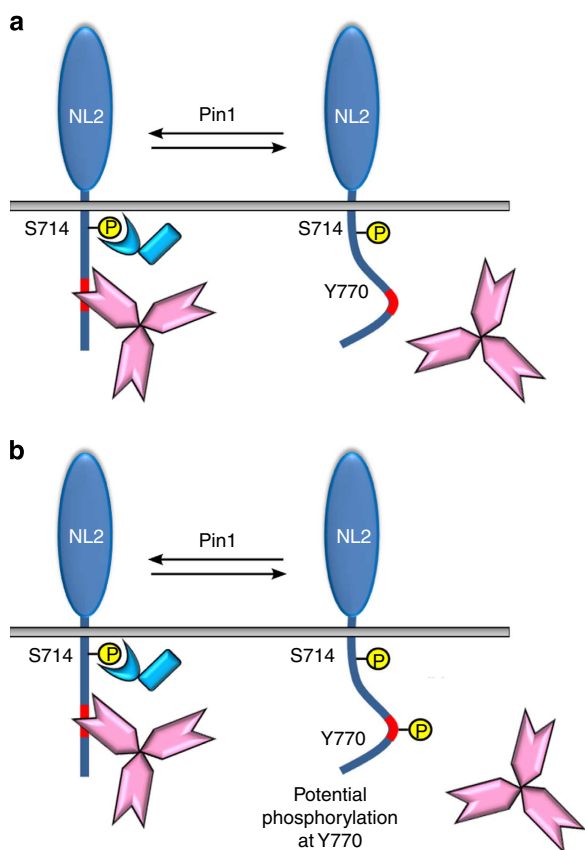 a
NL2
Pin1
NL2
S714
P
S714
P
Y770
b
NL2
Pin1
NL2
S714
P
S714
P
Y770
P
Potential
phosphorylation
at Y770